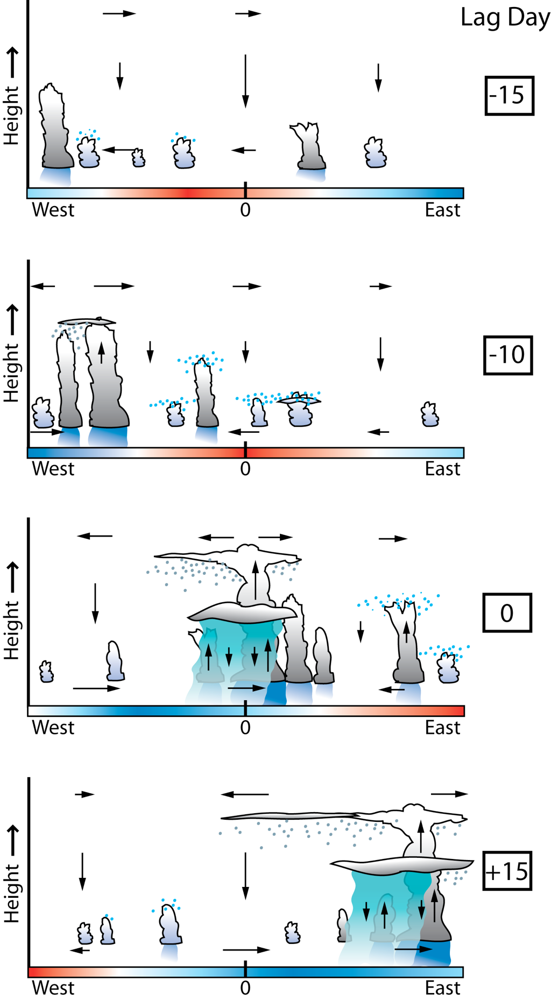 Lag Day
Height →
-15
West 0 East
Height →
-10
West 0 East
Height →
0
West 0 East
Height →
+15
West 0 East